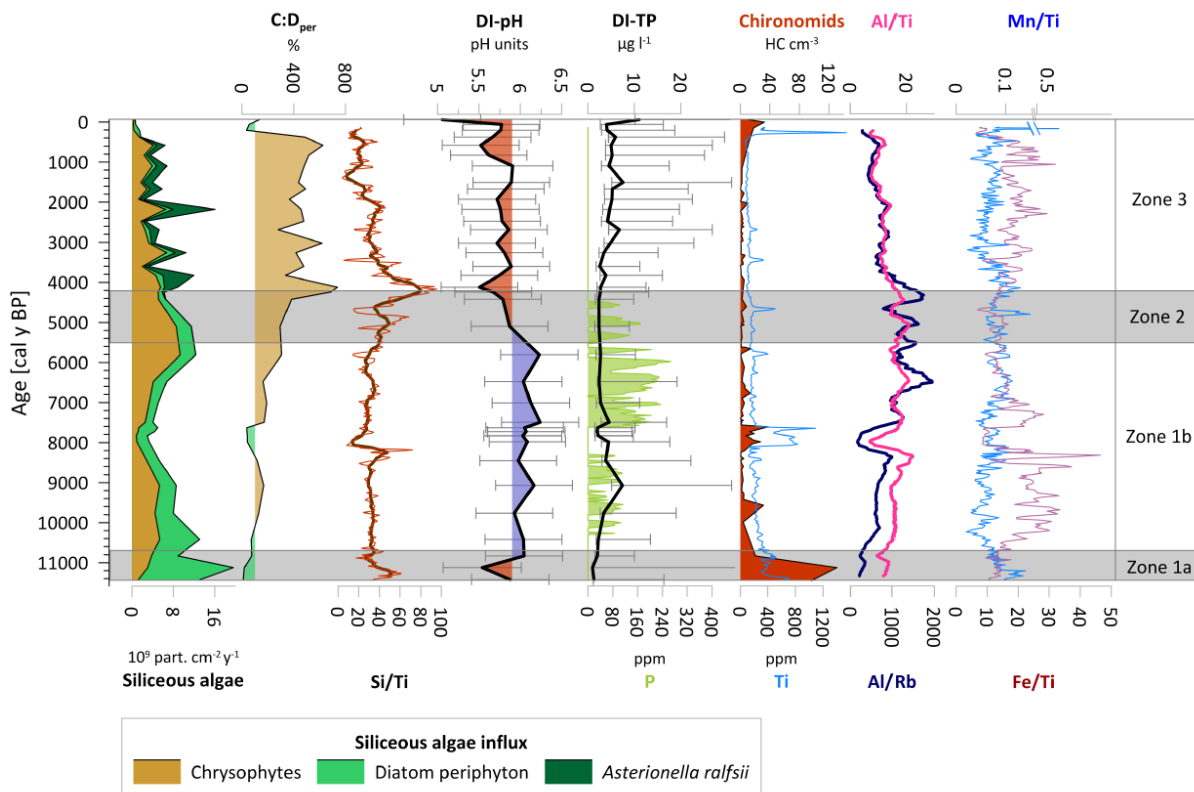 C:Dper DI-pH DI-TP Chironomids Al/Ti Mn/Ti
% pH units µg l-1 HC cm-3
0 400 800 5 5.5 6 6.5 0 10 20 0 40 120 0 20 0 0.1 0.5
Age [cal y BP]
0
1000
2000
3000
4000
5000
6000
7000
8000
9000
10000
11000
Zone 3
Zone 2
Zone 1b
Zone 1a
0 8 16 0 20 40 60 80 100 0 80 160 240 320 400 0 400 1200 0 1000 2000 0 10 20 30 40 50
10⁹ part. cm-2 y-1 ppm ppm
Siliceous algae Si/Ti P Ti Al/Rb Fe/Ti
Siliceous algae influx
Chrysophytes Diatom periphyton Asterionella ralfsii